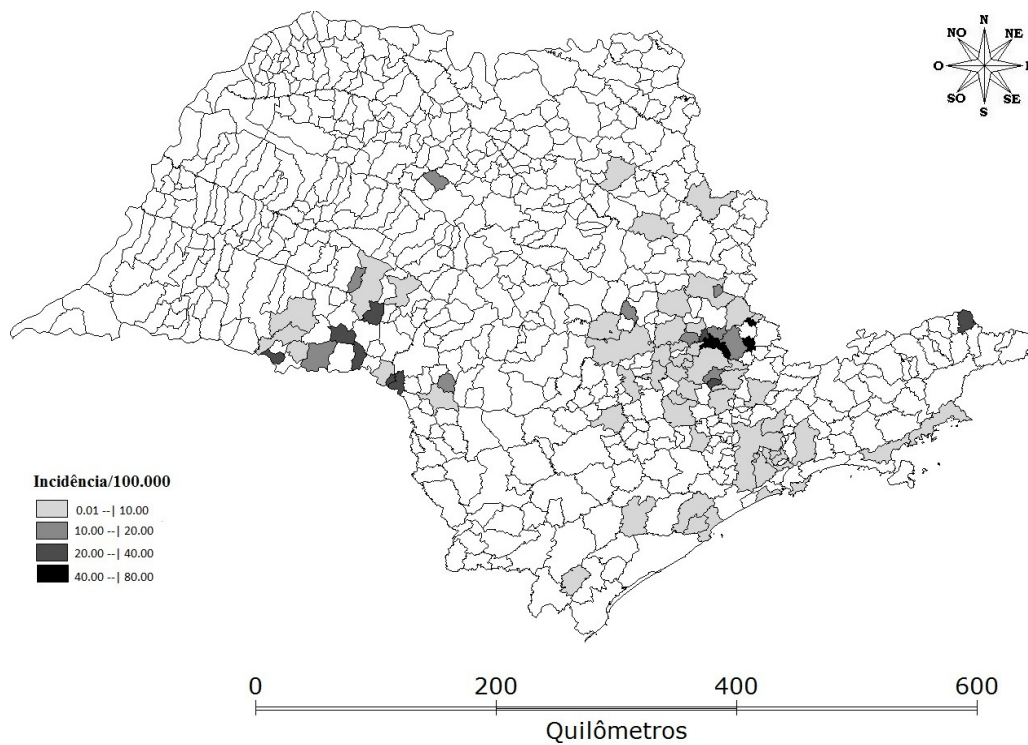 N
NO NE
O
SO SE
S
Incidência/100.000
0.01 --| 10.00
10.00 --| 20.00
20.00 --| 40.00
40.00 --| 80.00
0 200 400 600
Quilômetros